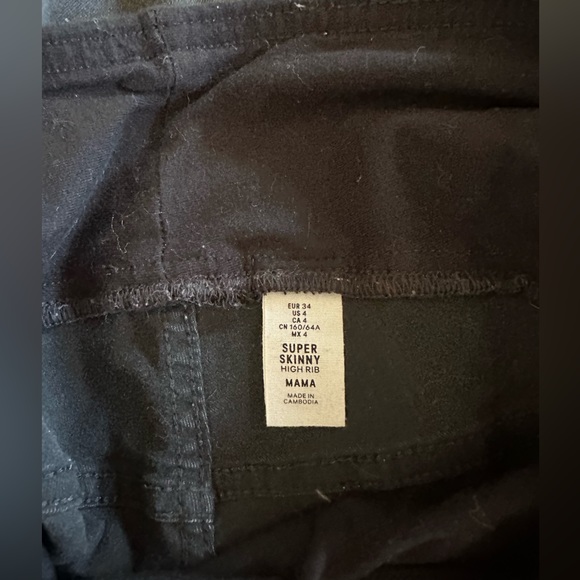 EUR 34
US 4
CA 4
CN 160/64A
MX 4
SUPER
SKINNY
HIGH RIB
MAMA
MADE IN
CAMBODIA